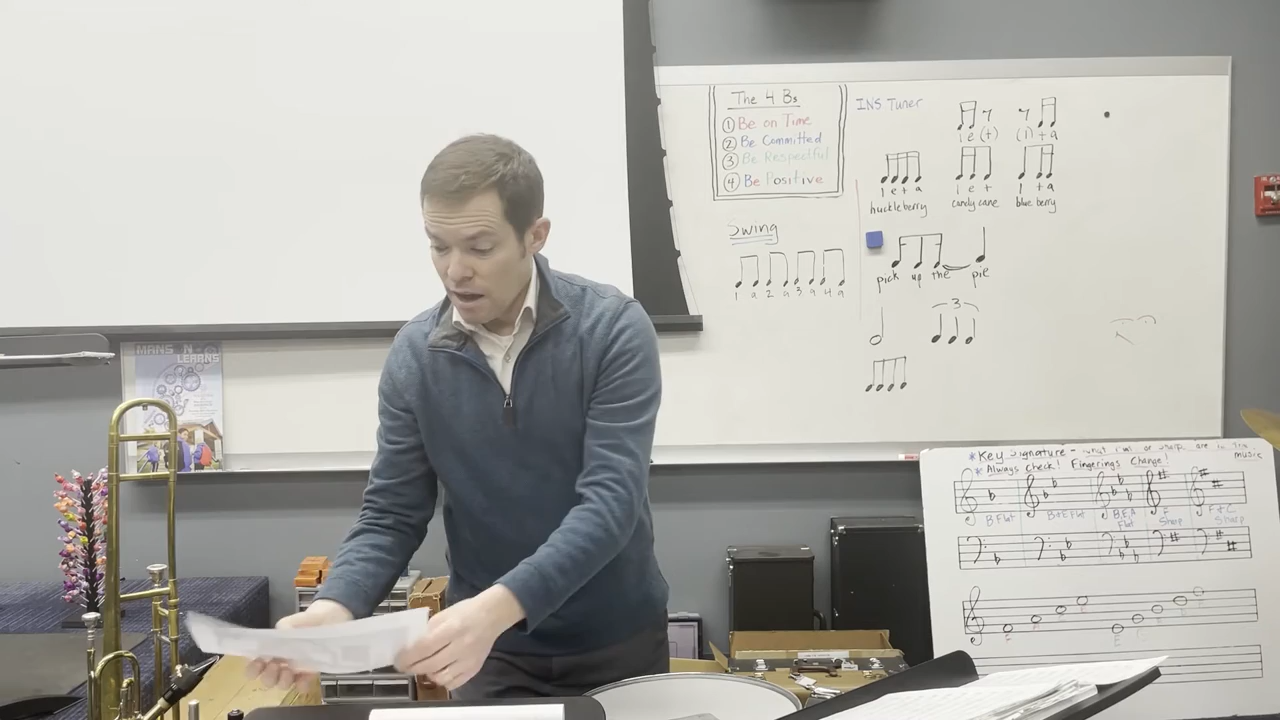 The 4 Bs
① Be on Time
② Be Committed
③ Be Respectful
④ Be Positive
INS Tuner
1 e (+)
(1) + a
1 e + a
1 e +
1 + a
huckleberry
candy cane
blue berry
Swing
1 a 2 a 3 a 4 a
pick up the pie
3
MANS N LEARNS
* Key Signature - what flat or sharp are in the music
* Always Check! Fingerings Change!
B Flat
B+E Flat
B,E,A Flat
F Sharp
F+C Sharp